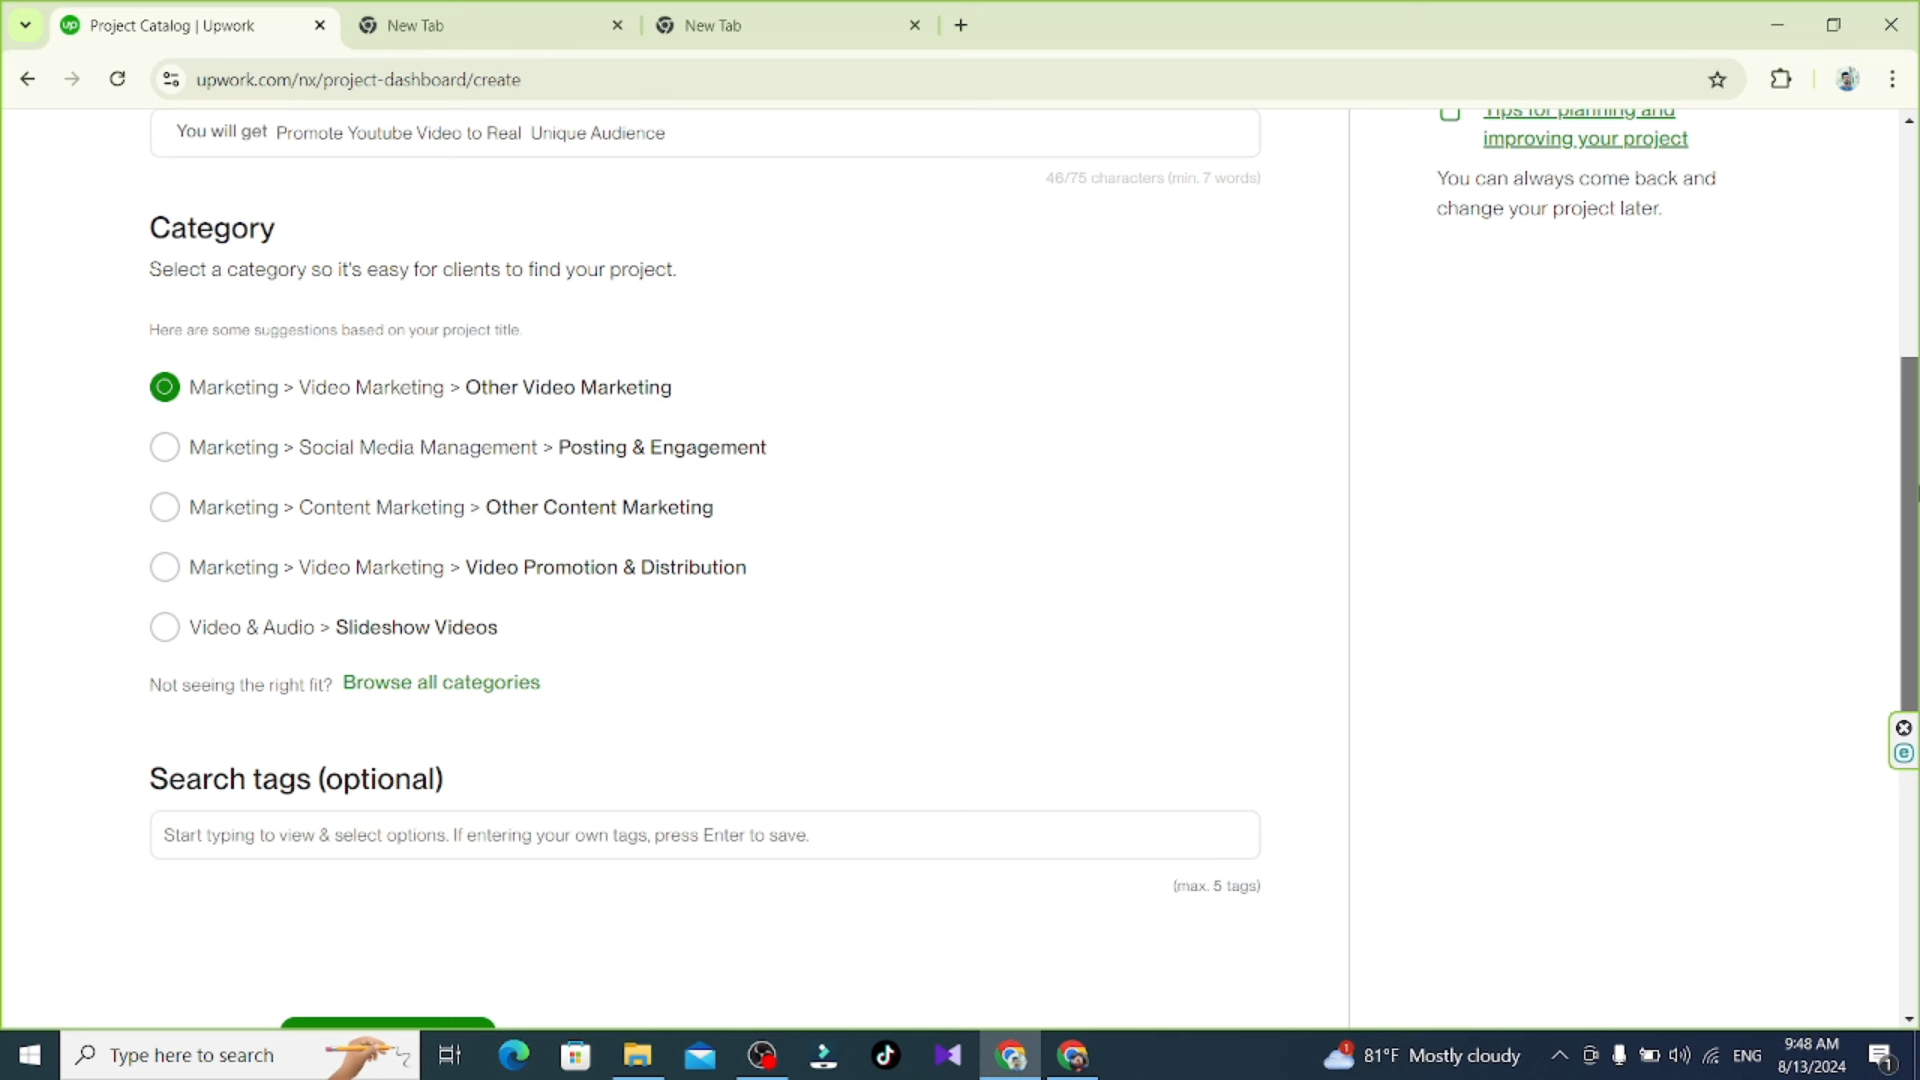 Project Catalog | Upwork
New Tab
New Tab
upwork.com/nx/project-dashboard/create
You will get Promote Youtube Video to Real Unique Audience
46/75 characters (min. 7 words)
Tips for planning and
improving your project
You can always come back and
change your project later.
Category
Select a category so it's easy for clients to find your project.
Here are some suggestions based on your project title.
Marketing > Video Marketing > Other Video Marketing
Marketing > Social Media Management > Posting & Engagement
Marketing > Content Marketing > Other Content Marketing
Marketing > Video Marketing > Video Promotion & Distribution
Video & Audio > Slideshow Videos
Not seeing the right fit? Browse all categories
Search tags (optional)
Start typing to view & select options. If entering your own tags, press Enter to save.
(max. 5 tags)
Type here to search
1
81°F Mostly cloudy
ENG
9:48 AM
8/13/2024
1